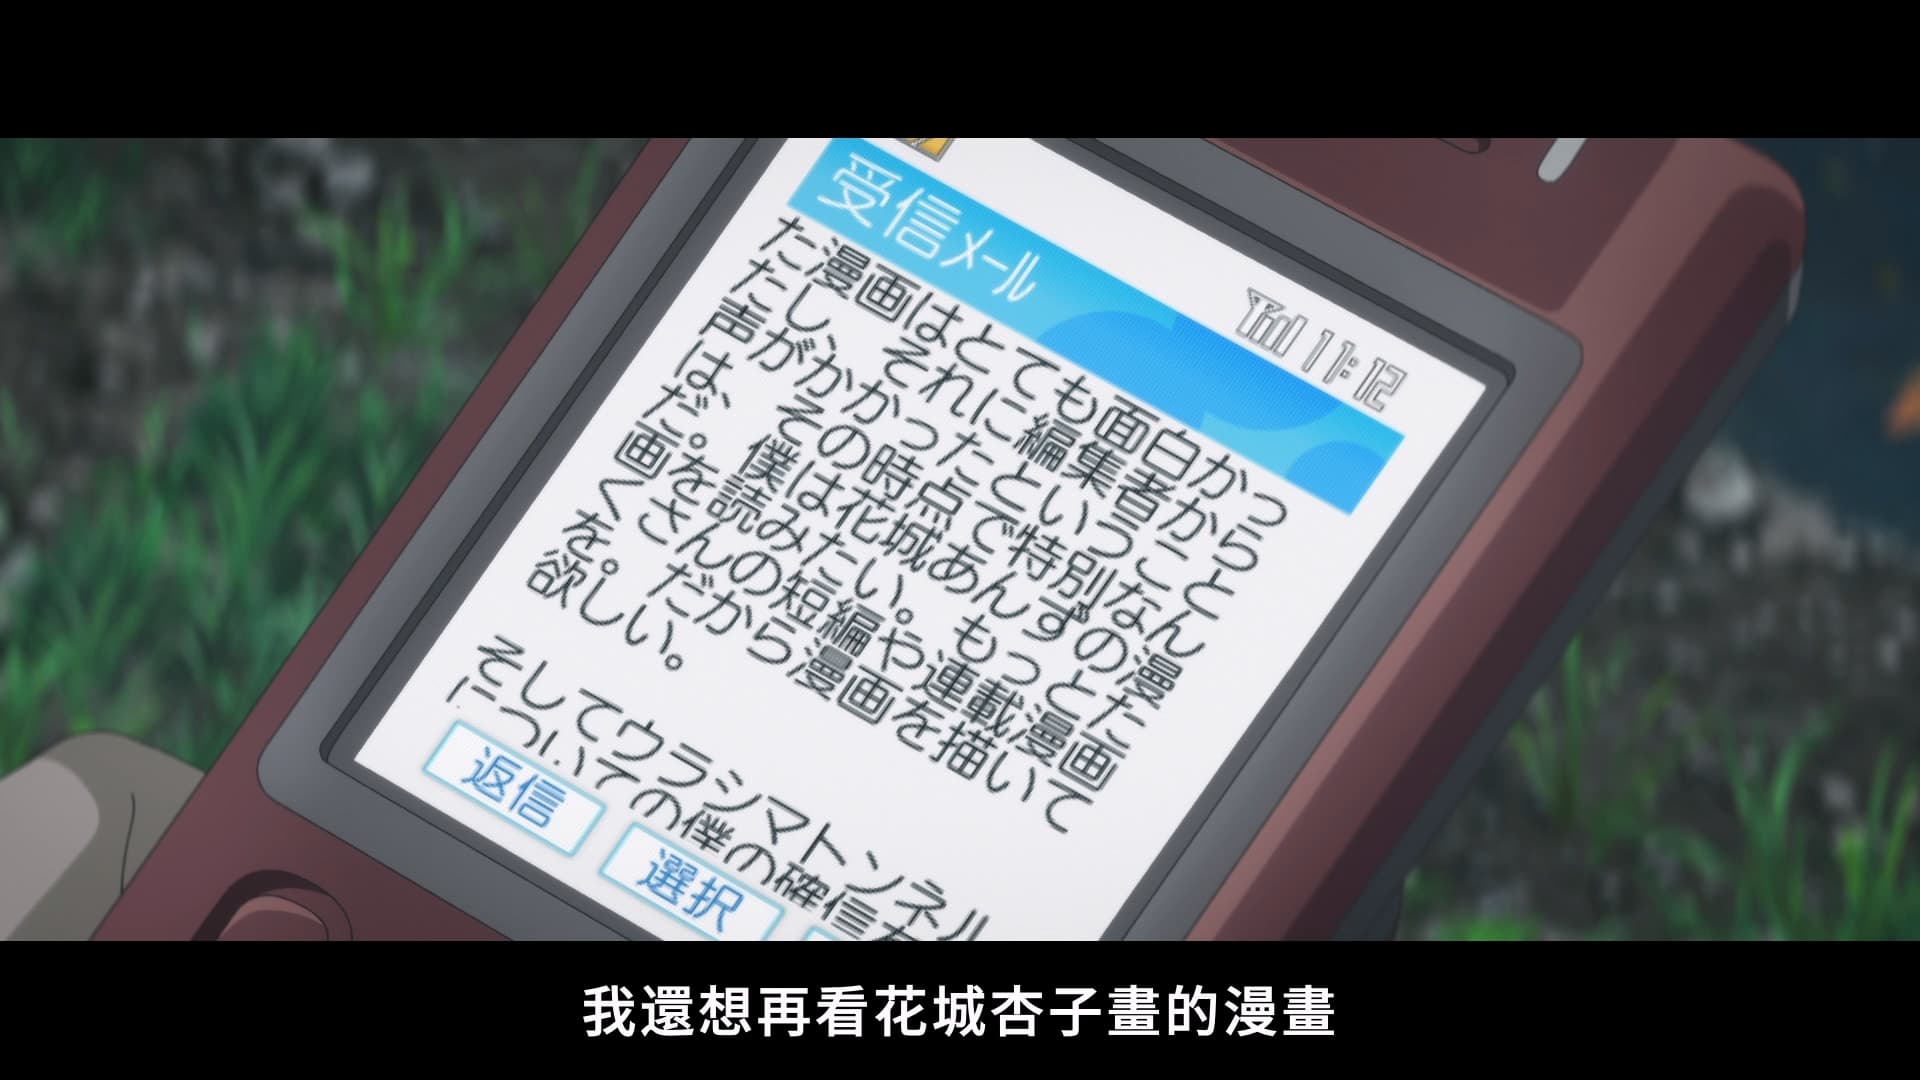 11:12
受信メール
た漫画はとても面白かっ
たし、それに編集者から
声がかかったということ
は、その時点で特別なん
だ。僕は花城あんずの漫
画を読みたい。もっとた
くさんの短編や連載漫画
を。だから漫画を描いて
欲しい。
そしてウラシマトンネル
についての僕の確信
返信
選択
我還想再看花城杏子畫的漫畫